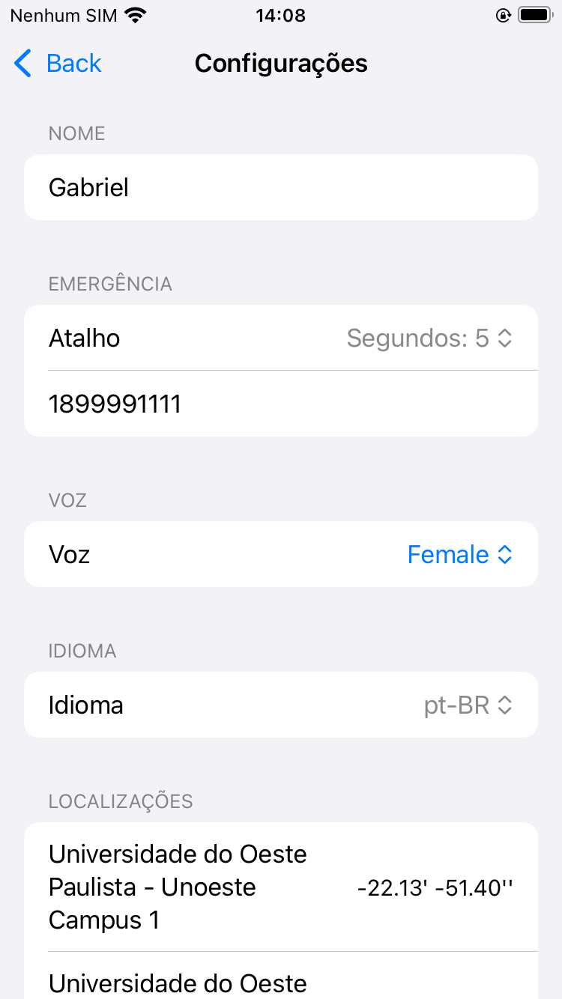 Nenhum SIM 14:08
Back Configurações
NOME
Gabriel
EMERGÊNCIA
Atalho Segundos: 5
1899991111
VOZ
Voz Female
IDIOMA
Idioma pt-BR
LOCALIZAÇÕES
Universidade do Oeste
Paulista - Unoeste -22.13' -51.40''
Campus 1
Universidade do Oeste